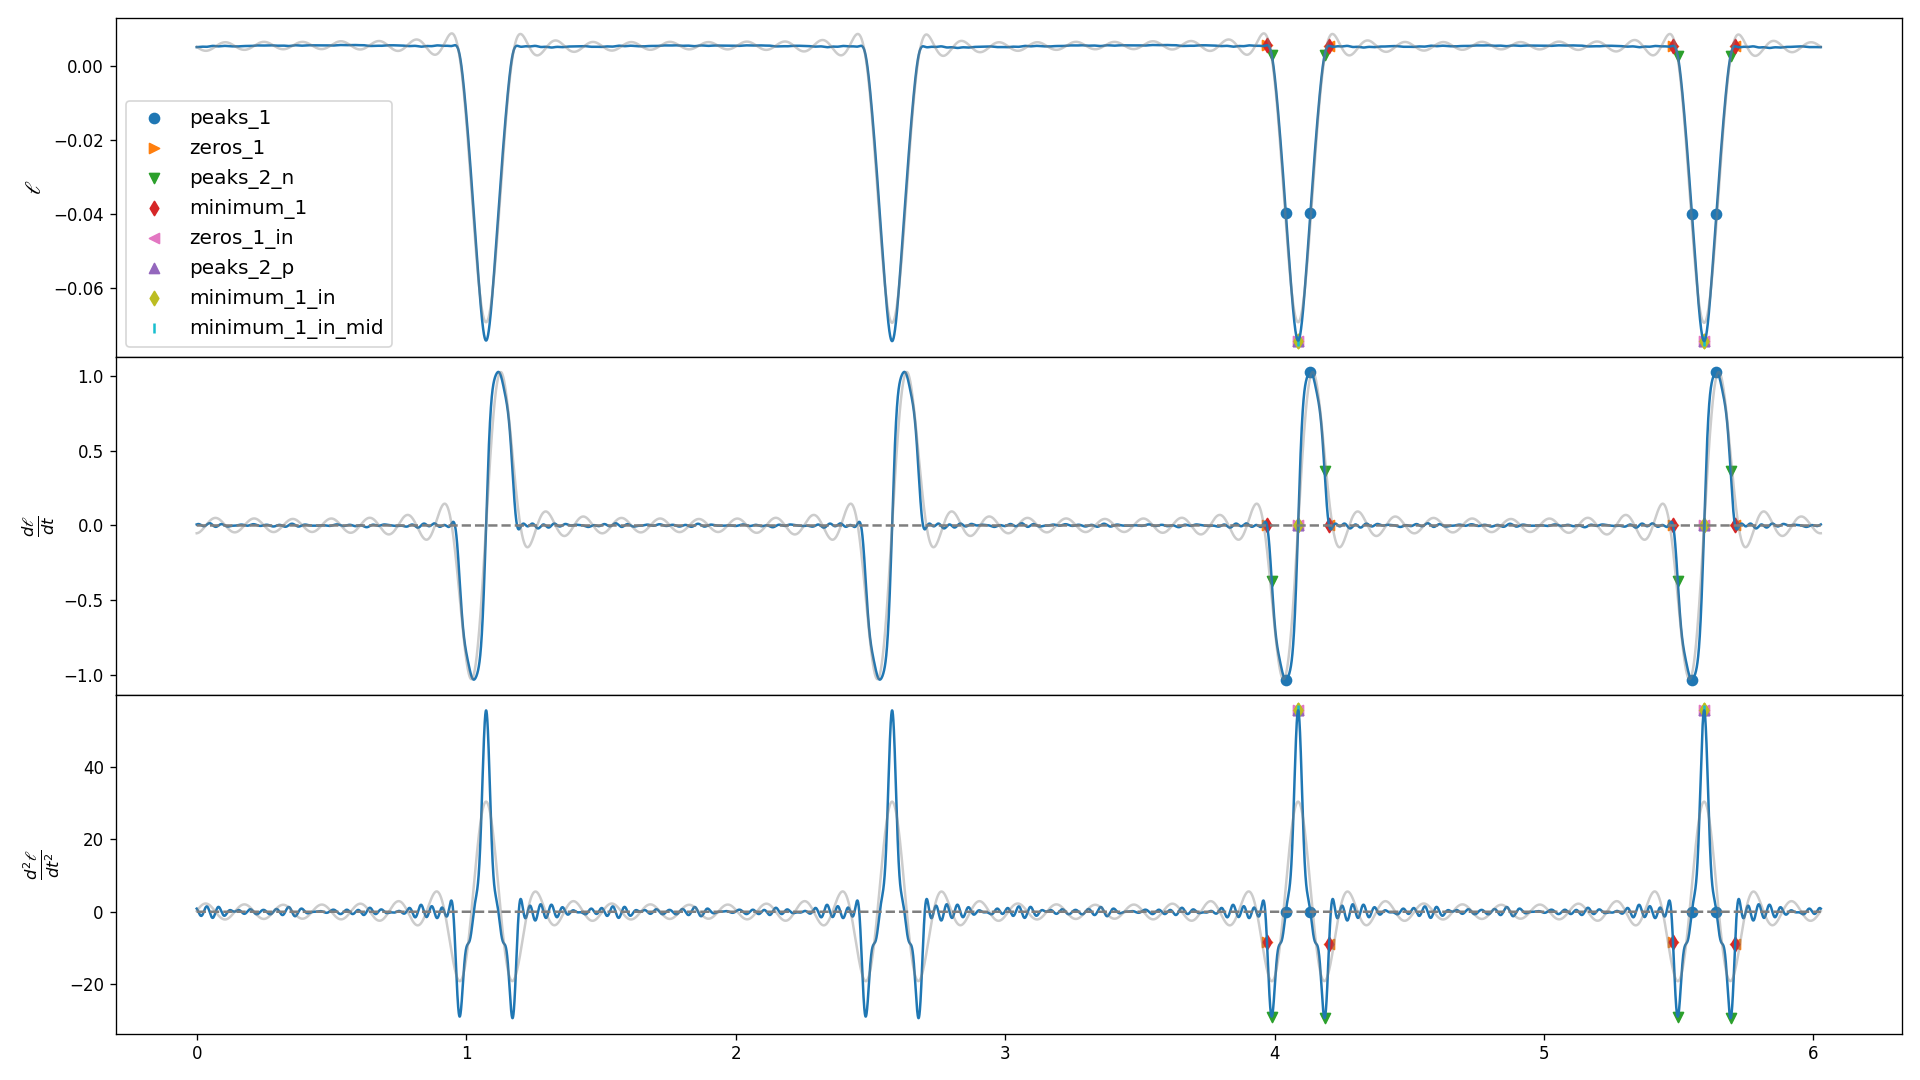 0.00
−0.02
−0.04
−0.06
ℓ
peaks_1
zeros_1
peaks_2_n
minimum_1
zeros_1_in
peaks_2_p
minimum_1_in
minimum_1_in_mid
1.0
0.5
0.0
−0.5
−1.0
dℓ
dt
40
20
0
−20
d²ℓ
dt²
0 1 2 3 4 5 6